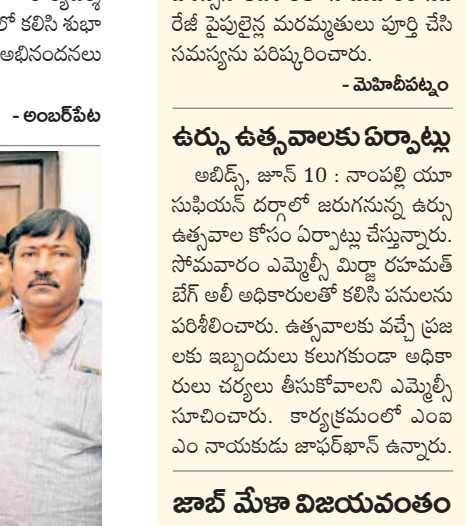 లో కలిసి శుభా
అభినందనలు
- అంబర్‌పేట
రేజీ పైపులైన్ల మరమ్మతులు పూర్తి చేసి
సమస్యను పరిష్కరించారు.
- మెహిదీపట్నం
ఉర్సు ఉత్సవాలకు ఏర్పాట్లు
అబిడ్స్, జూన్ 10 : నాంపల్లి యూ
సుఫియన్ దర్గాలో జరుగనున్న ఉర్సు
ఉత్సవాల కోసం ఏర్పాట్లు చేస్తున్నారు.
సోమవారం ఎమ్మెల్సీ మిర్జా రహమత్
బేగ్ అలీ అధికారులతో కలిసి పనులను
పరిశీలించారు. ఉత్సవాలకు వచ్చే ప్రజ
లకు ఇబ్బందులు కలుగకుండా అధికా
రులు చర్యలు తీసుకోవాలని ఎమ్మెల్సీ
సూచించారు. కార్యక్రమంలో ఎంఐ
ఎం నాయకుడు జాఫర్‌ఖాన్ ఉన్నారు.
జాబ్ మేళా విజయవంతం